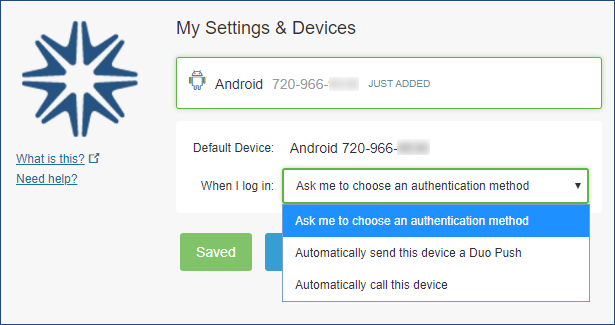 My Settings & Devices
Android 720-966- JUST ADDED
What is this?
Need help?
Default Device: Android 720-966-
When I log in: Ask me to choose an authentication method
Ask me to choose an authentication method
Automatically send this device a Duo Push
Automatically call this device
Saved